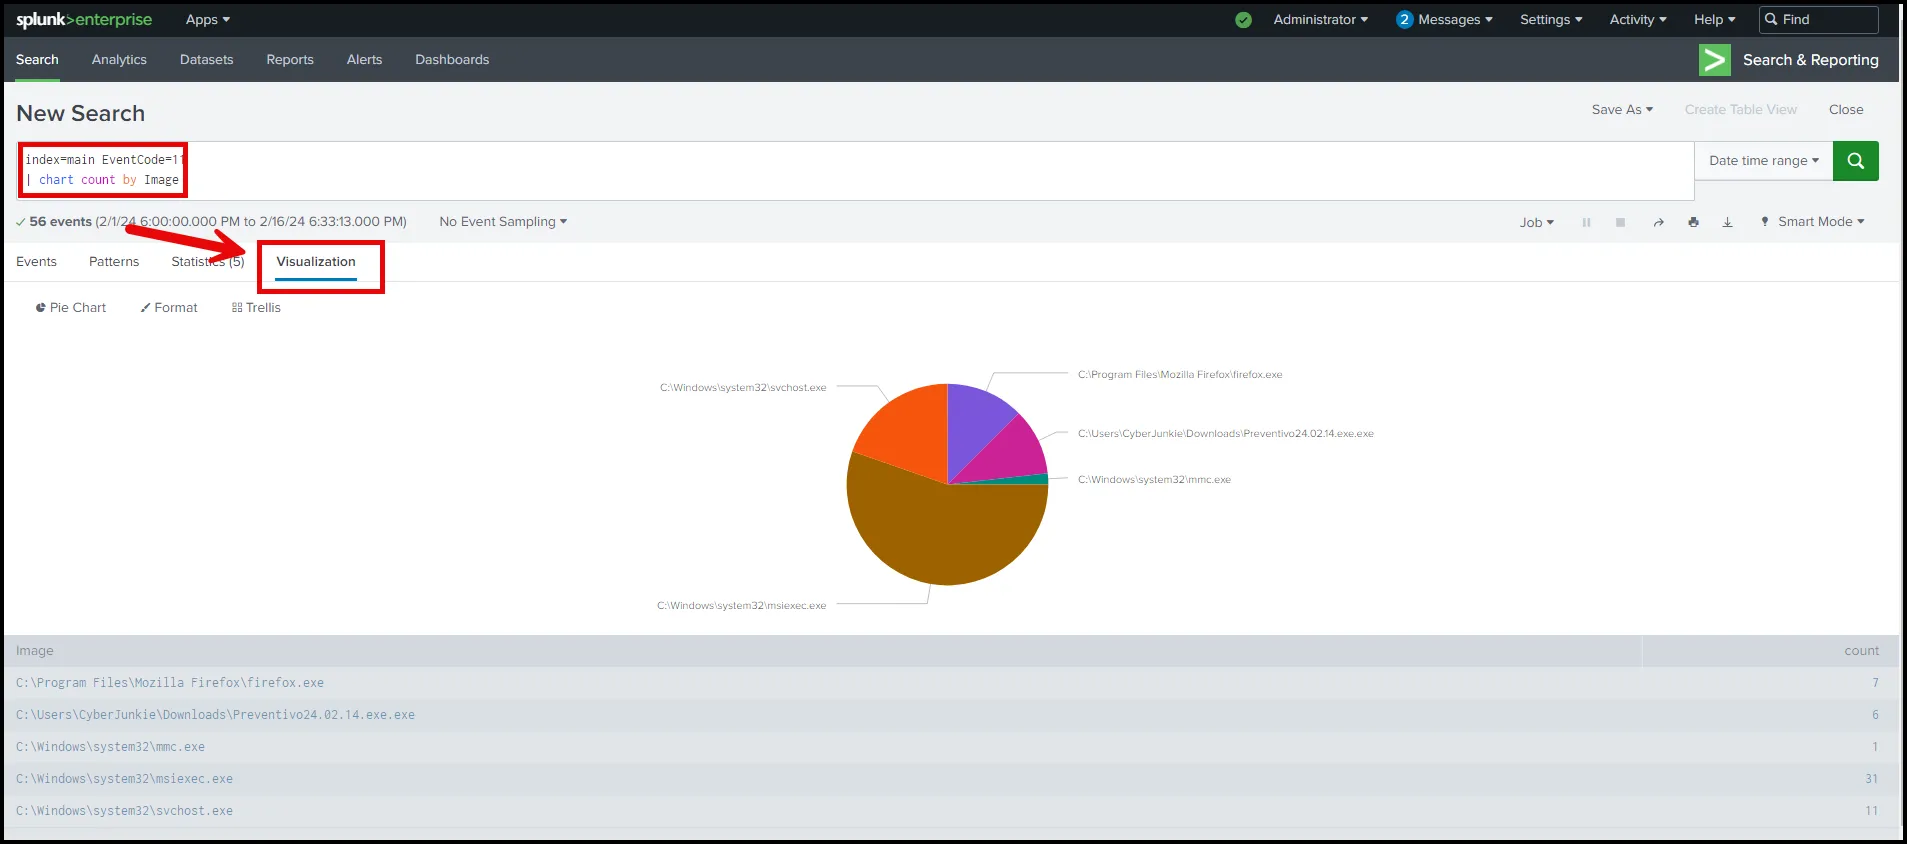 splunk>enterprise Apps Administrator 2 Messages Settings Activity Help Find
Search Analytics Datasets Reports Alerts Dashboards Search & Reporting
New Search Save As Create Table View Close
index=main EventCode=11 Date time range
| chart count by Image
56 events (2/1/24 6:00:00.000 PM to 2/16/24 6:33:13.000 PM) No Event Sampling Job Smart Mode
Events Patterns Statistics (5) Visualization
Pie Chart Format Trellis
C:\Program Files\Mozilla Firefox\firefox.exe
C:\Windows\system32\svchost.exe
C:\Users\CyberJunkie\Downloads\Preventivo24.02.14.exe.exe
C:\Windows\system32\mmc.exe
C:\Windows\system32\msiexec.exe
Image count
C:\Program Files\Mozilla Firefox\firefox.exe 7
C:\Users\CyberJunkie\Downloads\Preventivo24.02.14.exe.exe 6
C:\Windows\system32\mmc.exe 1
C:\Windows\system32\msiexec.exe 31
C:\Windows\system32\svchost.exe 11